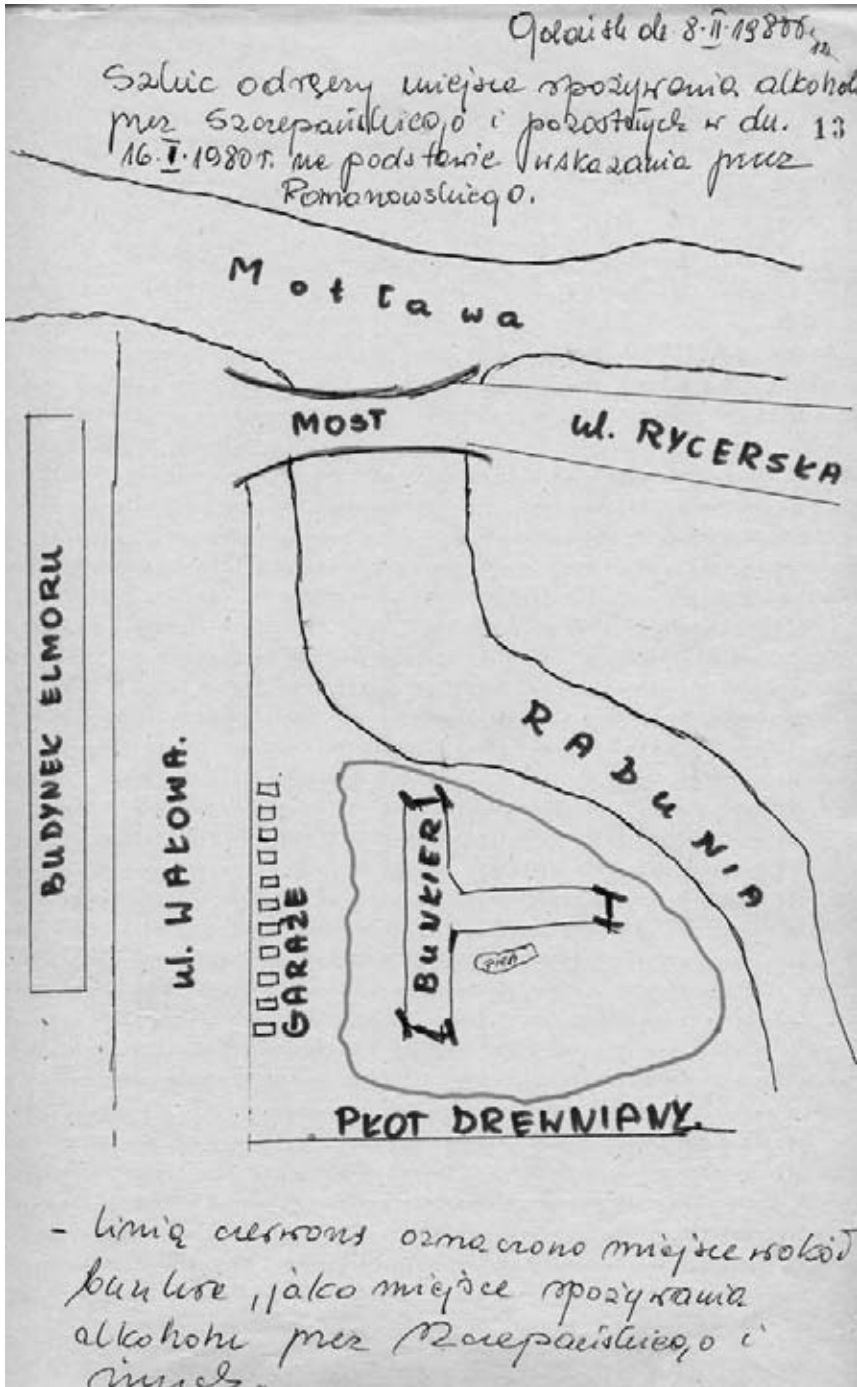 Gdańsk dn. 8.II.1980r.
Szkic odręczny miejsca spożywania alkoholu
przez Szczepańskiego i pozostałych w dn. 13
16.I.1980r. na podstawie wskazania przez
Romanowskiego.
Motława
MOST
ul. RYCERSKA
BUDYNEK ELMORU
ul. WAŁOWA.
RADUNIA
GARAŻE
BUNKIER
pień
PŁOT DREWNIANY.
- linią czerwoną oznaczono miejsce wokół
bunkra, jako miejsce spożywania
alkoholu przez Szczepańskiego i
innych.